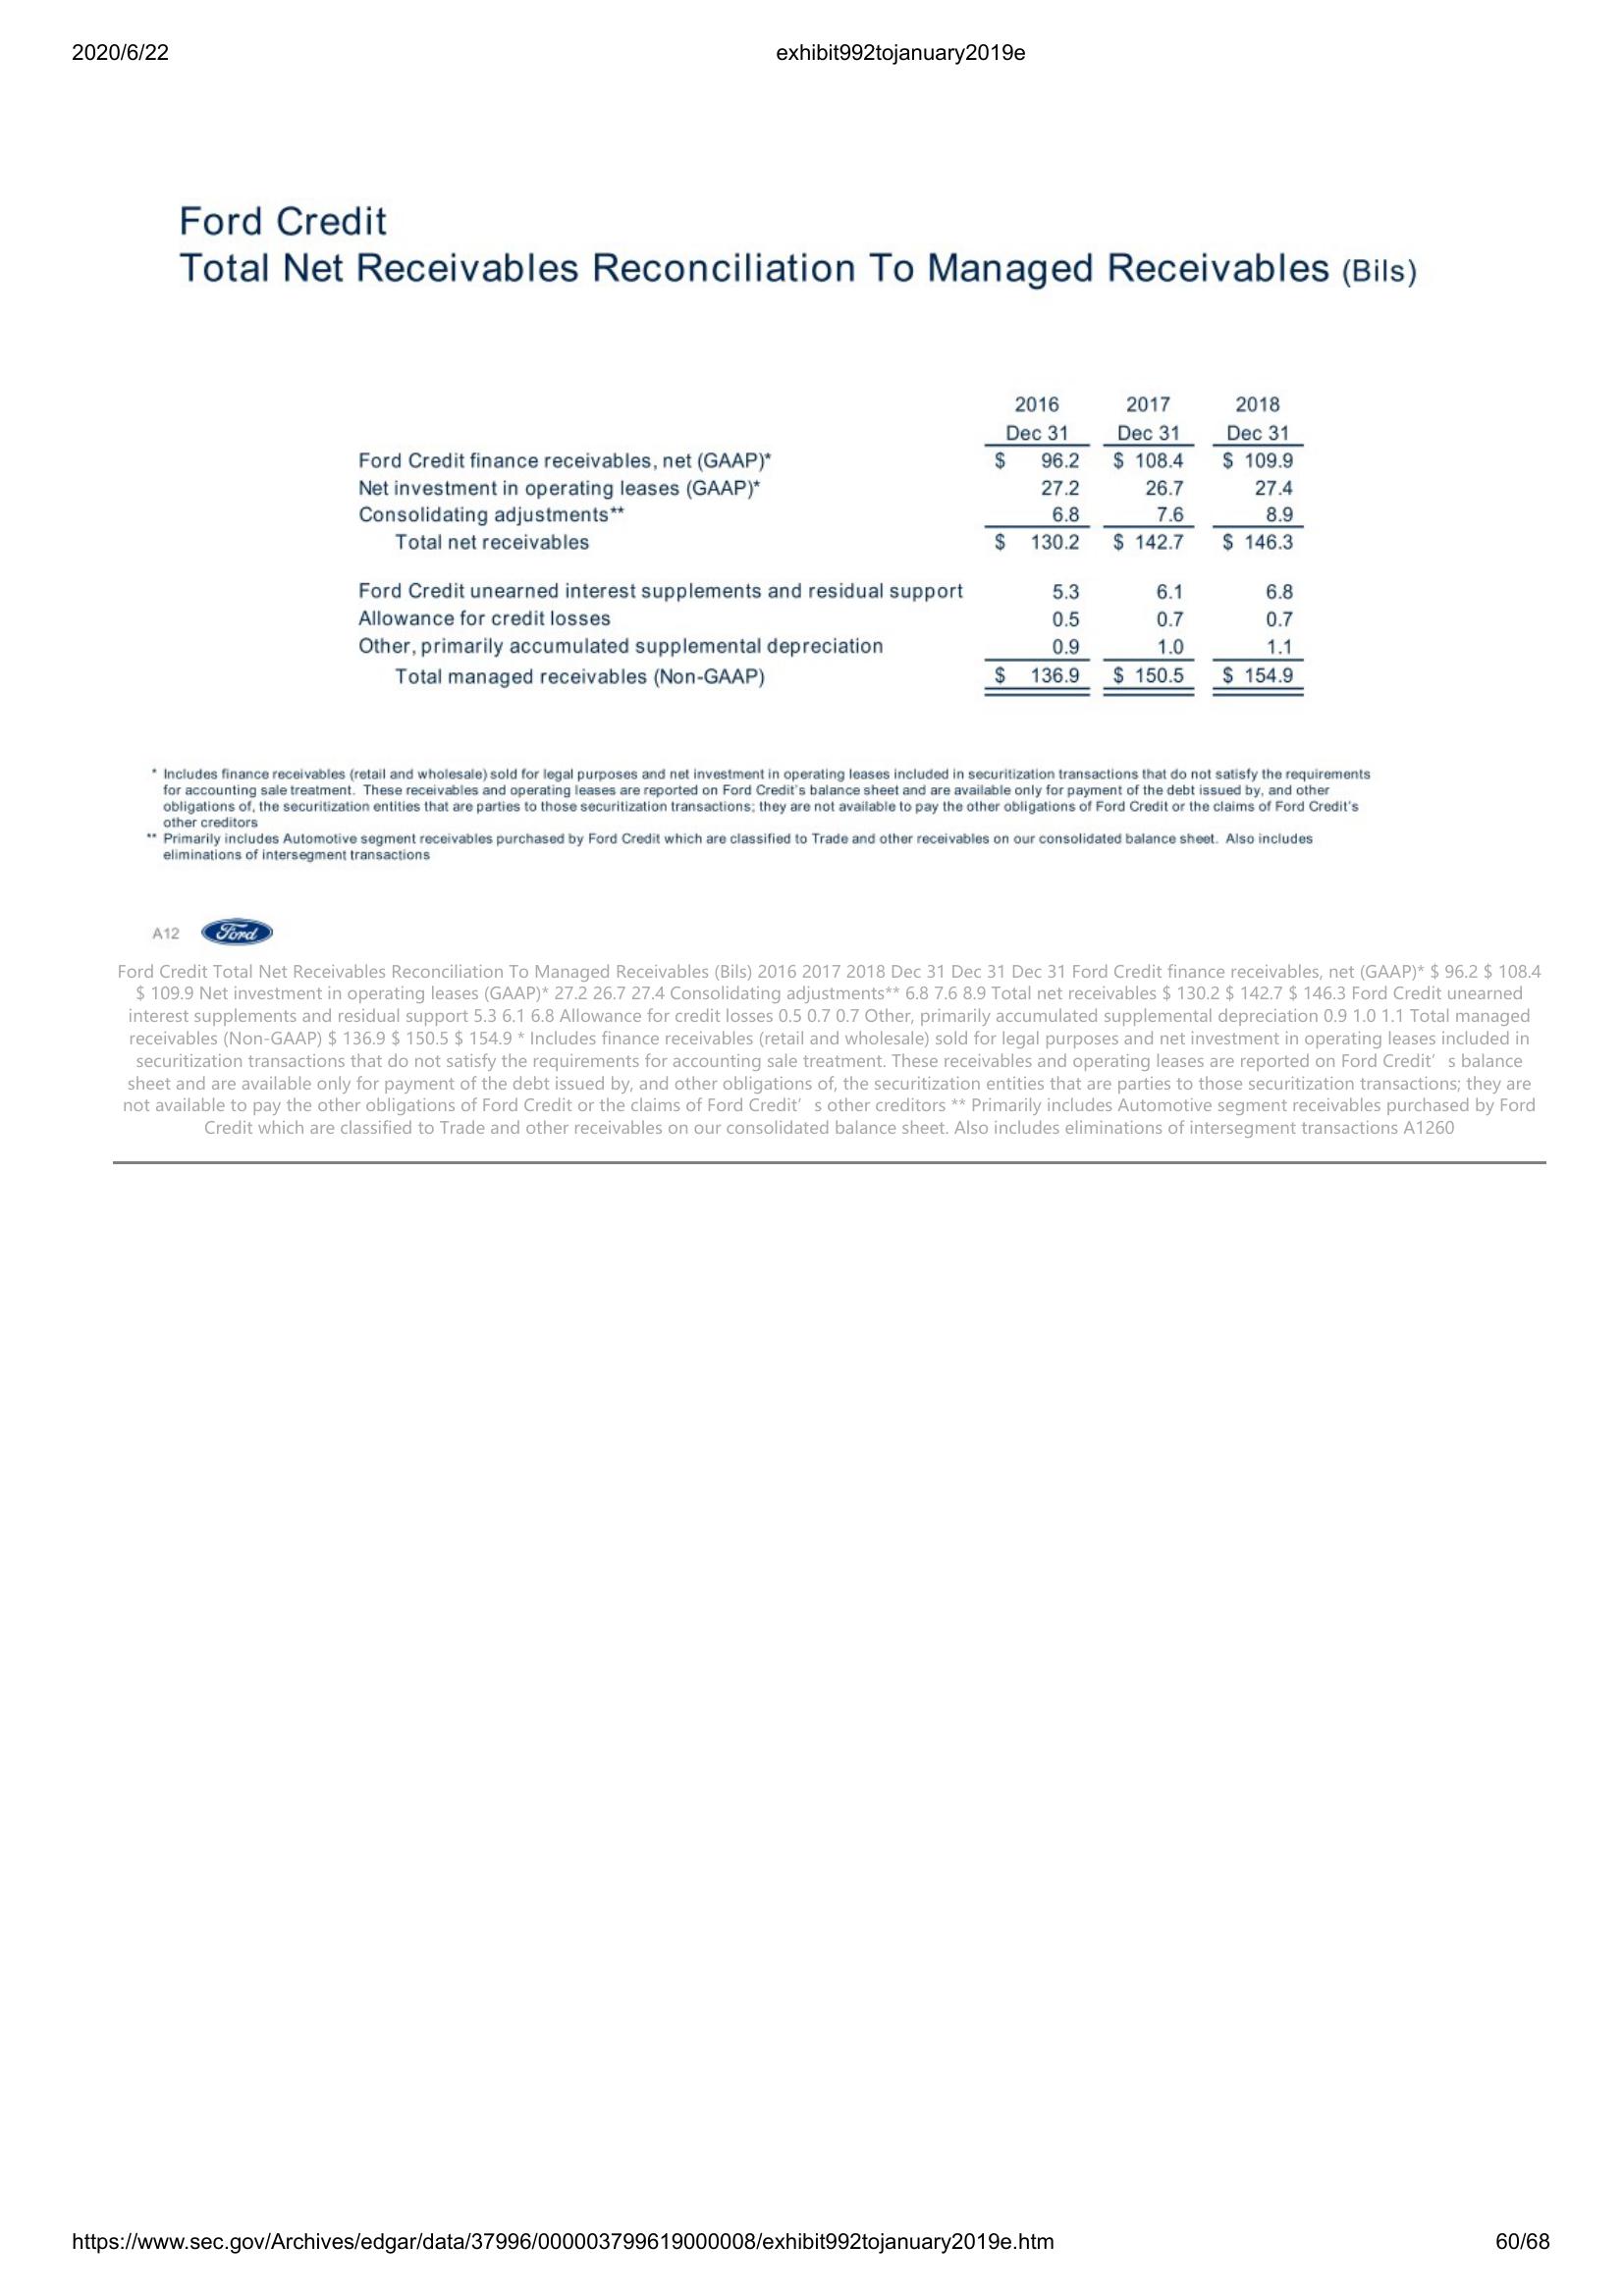 2020/6/22 exhibit992tojanuary2019e
Ford Credit
Total Net Receivables Reconciliation To Managed Receivables (Bils)
2016 2017 2018
Dec 31 Dec 31 Dec 31
Ford Credit finance receivables, net (GAAP)* $ 96.2 $ 108.4 $ 109.9
Net investment in operating leases (GAAP)* 27.2 26.7 27.4
Consolidating adjustments** 6.8 7.6 8.9
Total net receivables $ 130.2 $ 142.7 $ 146.3
Ford Credit unearned interest supplements and residual support 5.3 6.1 6.8
Allowance for credit losses 0.5 0.7 0.7
Other, primarily accumulated supplemental depreciation 0.9 1.0 1.1
Total managed receivables (Non-GAAP) $ 136.9 $ 150.5 $ 154.9
* Includes finance receivables (retail and wholesale) sold for legal purposes and net investment in operating leases included in securitization transactions that do not satisfy the requirements
for accounting sale treatment. These receivables and operating leases are reported on Ford Credit's balance sheet and are available only for payment of the debt issued by, and other
obligations of, the securitization entities that are parties to those securitization transactions; they are not available to pay the other obligations of Ford Credit or the claims of Ford Credit's
other creditors
** Primarily includes Automotive segment receivables purchased by Ford Credit which are classified to Trade and other receivables on our consolidated balance sheet. Also includes
eliminations of intersegment transactions
A12 Ford
Ford Credit Total Net Receivables Reconciliation To Managed Receivables (Bils) 2016 2017 2018 Dec 31 Dec 31 Dec 31 Ford Credit finance receivables, net (GAAP)* $ 96.2 $ 108.4
$ 109.9 Net investment in operating leases (GAAP)* 27.2 26.7 27.4 Consolidating adjustments** 6.8 7.6 8.9 Total net receivables $ 130.2 $ 142.7 $ 146.3 Ford Credit unearned
interest supplements and residual support 5.3 6.1 6.8 Allowance for credit losses 0.5 0.7 0.7 Other, primarily accumulated supplemental depreciation 0.9 1.0 1.1 Total managed
receivables (Non-GAAP) $ 136.9 $ 150.5 $ 154.9 * Includes finance receivables (retail and wholesale) sold for legal purposes and net investment in operating leases included in
securitization transactions that do not satisfy the requirements for accounting sale treatment. These receivables and operating leases are reported on Ford Credit’s balance
sheet and are available only for payment of the debt issued by, and other obligations of, the securitization entities that are parties to those securitization transactions; they are
not available to pay the other obligations of Ford Credit or the claims of Ford Credit’s other creditors ** Primarily includes Automotive segment receivables purchased by Ford
Credit which are classified to Trade and other receivables on our consolidated balance sheet. Also includes eliminations of intersegment transactions A1260
https://www.sec.gov/Archives/edgar/data/37996/000003799619000008/exhibit992tojanuary2019e.htm 60/68